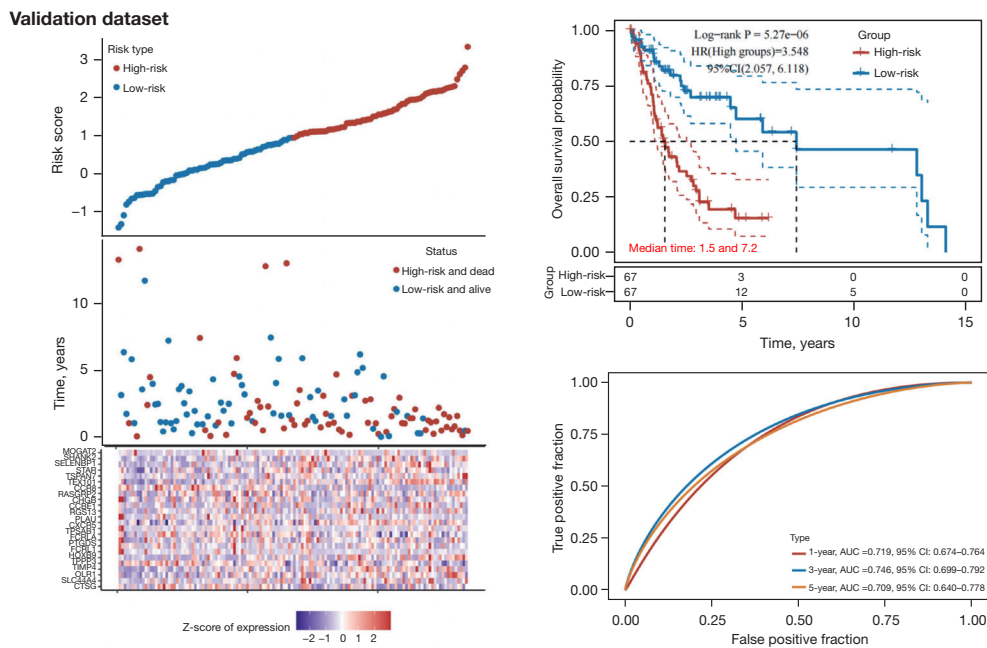 Validation dataset
Risk type
High-risk
Low-risk
Risk score
3
2
1
0
−1
Status
High-risk and dead
Low-risk and alive
Time, years
10
5
0
MOGAT2
SHANK2
SELENBP1
STAR
TSPAN7
TEX101
CCR8
RASGRP2
CHGB
CCBE1
RGS13
PLAU
CXCR5
TPSAB1
FCRLA
PTGDS
FCRL1
HOXB9
TPPP3
TIMP4
OLR1
SLC44A4
CTSG
Z-score of expression
−2 −1 0 1 2
Log−rank P = 5.27e−06
HR(High groups)=3.548
95%CI(2.057, 6.118)
Group
High-risk
Low-risk
Overall survival probability
1.00
0.75
0.50
0.25
0.00
Median time: 1.5 and 7.2
Group
High-risk 67 3 0 0
Low-risk 67 12 5 0
0 5 10 15
Time, years
True positive fraction
1.00
0.75
0.50
0.25
0.00
Type
1-year, AUC =0.719, 95% CI: 0.674–0.764
3-year, AUC =0.746, 95% CI: 0.699–0.792
5-year, AUC =0.709, 95% CI: 0.640–0.778
0.00 0.25 0.50 0.75 1.00
False positive fraction